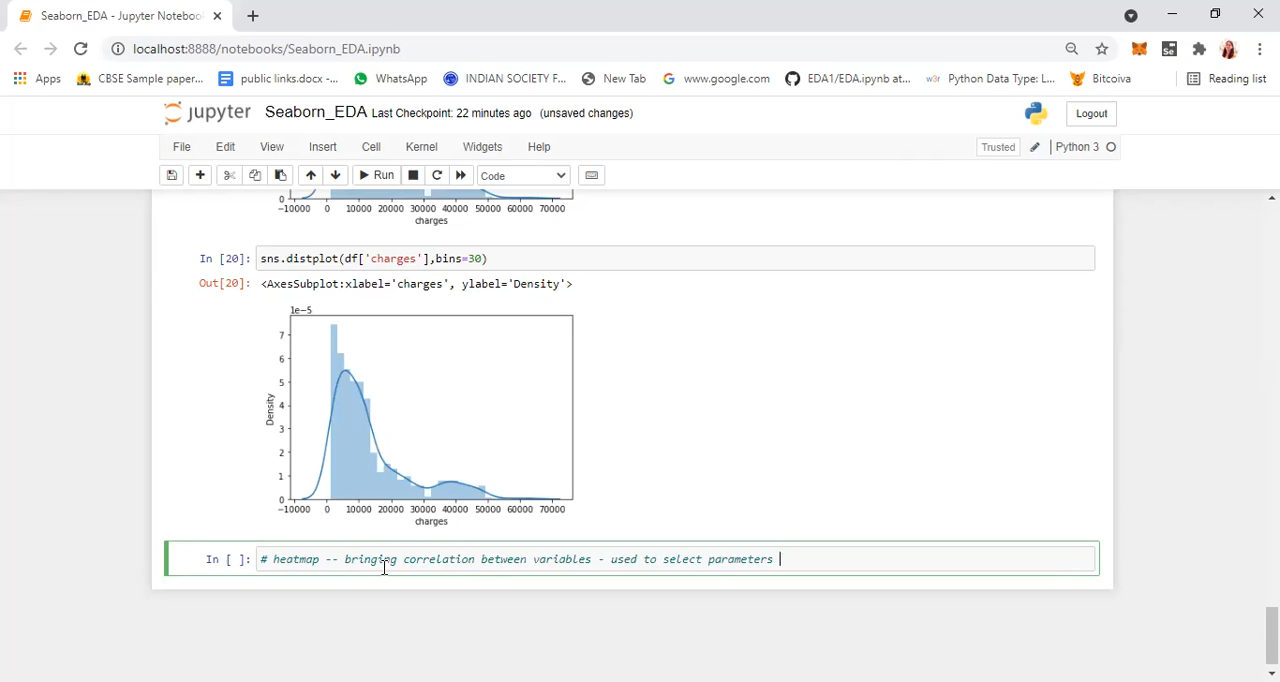 Seaborn_EDA - Jupyter Notebook
localhost:8888/notebooks/Seaborn_EDA.ipynb
Apps CBSE Sample paper... public links.docx -... WhatsApp INDIAN SOCIETY F... New Tab www.google.com EDA1/EDA.ipynb at... w3r Python Data Type: L... Bitcoiva Reading list
jupyter Seaborn_EDA Last Checkpoint: 22 minutes ago (unsaved changes) Logout
File Edit View Insert Cell Kernel Widgets Help Trusted Python 3
Run Code
0
−10000 0 10000 20000 30000 40000 50000 60000 70000
charges
In [20]: sns.distplot(df['charges'],bins=30)
Out[20]: <AxesSubplot:xlabel='charges', ylabel='Density'>
1e−5
7
6
5
4
3
2
1
0
Density
−10000 0 10000 20000 30000 40000 50000 60000 70000
charges
In [ ]: # heatmap -- bringing correlation between variables - used to select parameters